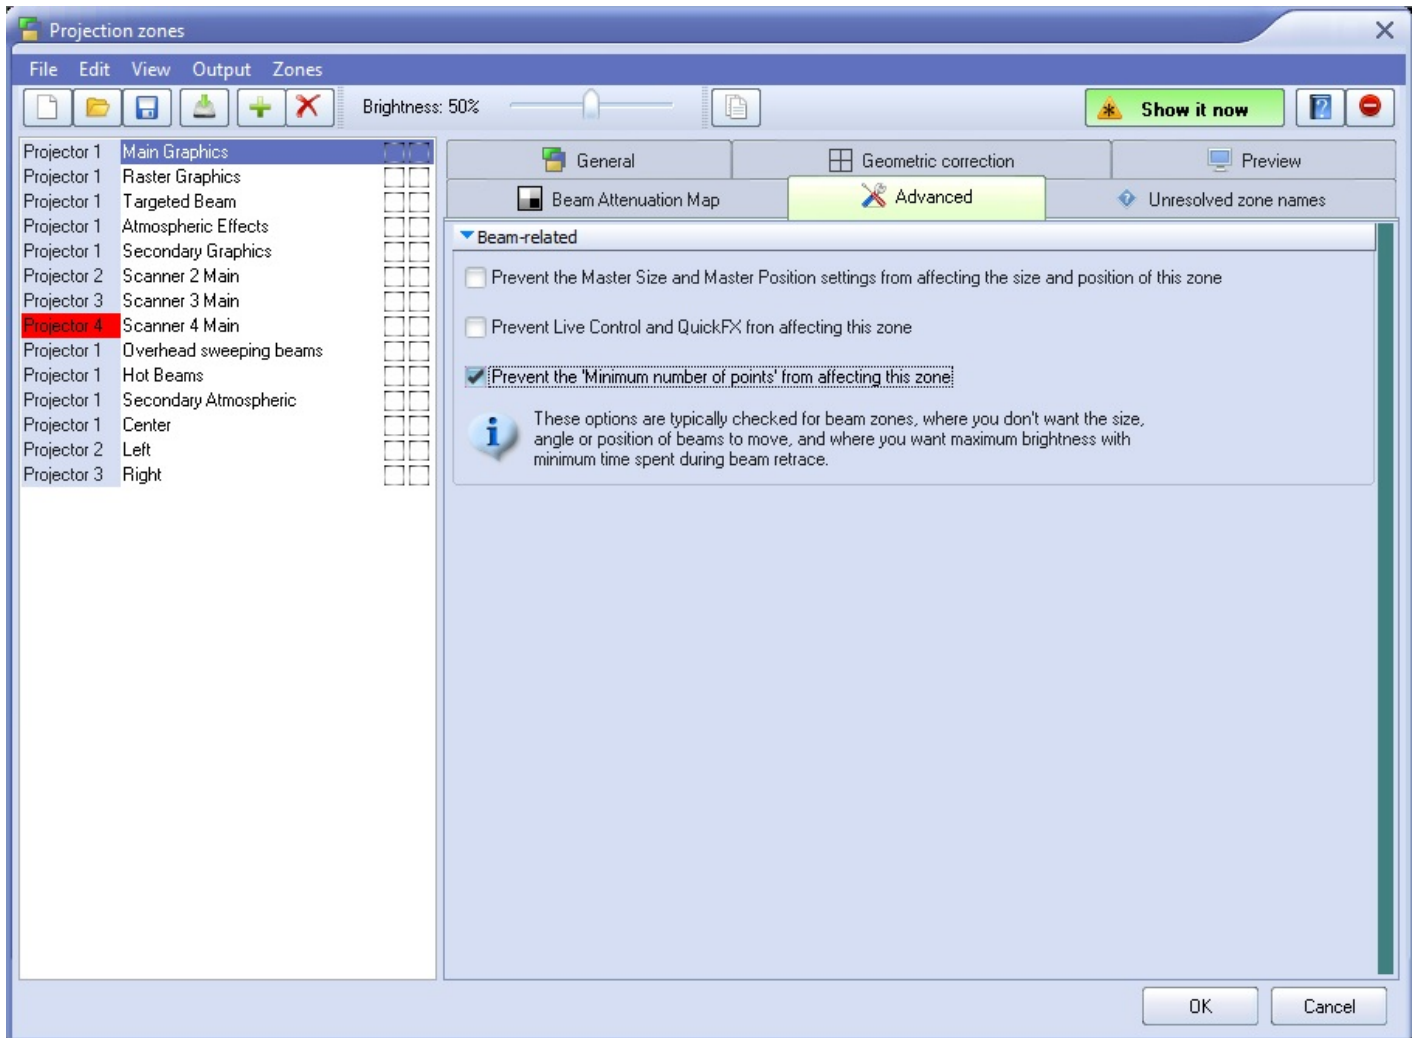 Projection zones
File Edit View Output Zones
Brightness: 50%
Show it now
Projector 1 Main Graphics
Projector 1 Raster Graphics
Projector 1 Targeted Beam
Projector 1 Atmospheric Effects
Projector 1 Secondary Graphics
Projector 2 Scanner 2 Main
Projector 3 Scanner 3 Main
Projector 4 Scanner 4 Main
Projector 1 Overhead sweeping beams
Projector 1 Hot Beams
Projector 1 Secondary Atmospheric
Projector 1 Center
Projector 2 Left
Projector 3 Right
General Geometric correction Preview
Beam Attenuation Map Advanced Unresolved zone names
Beam-related
Prevent the Master Size and Master Position settings from affecting the size and position of this zone
Prevent Live Control and QuickFX fron affecting this zone
Prevent the 'Minimum number of points' from affecting this zone
These options are typically checked for beam zones, where you don't want the size,
angle or position of beams to move, and where you want maximum brightness with
minimum time spent during beam retrace.
OK Cancel